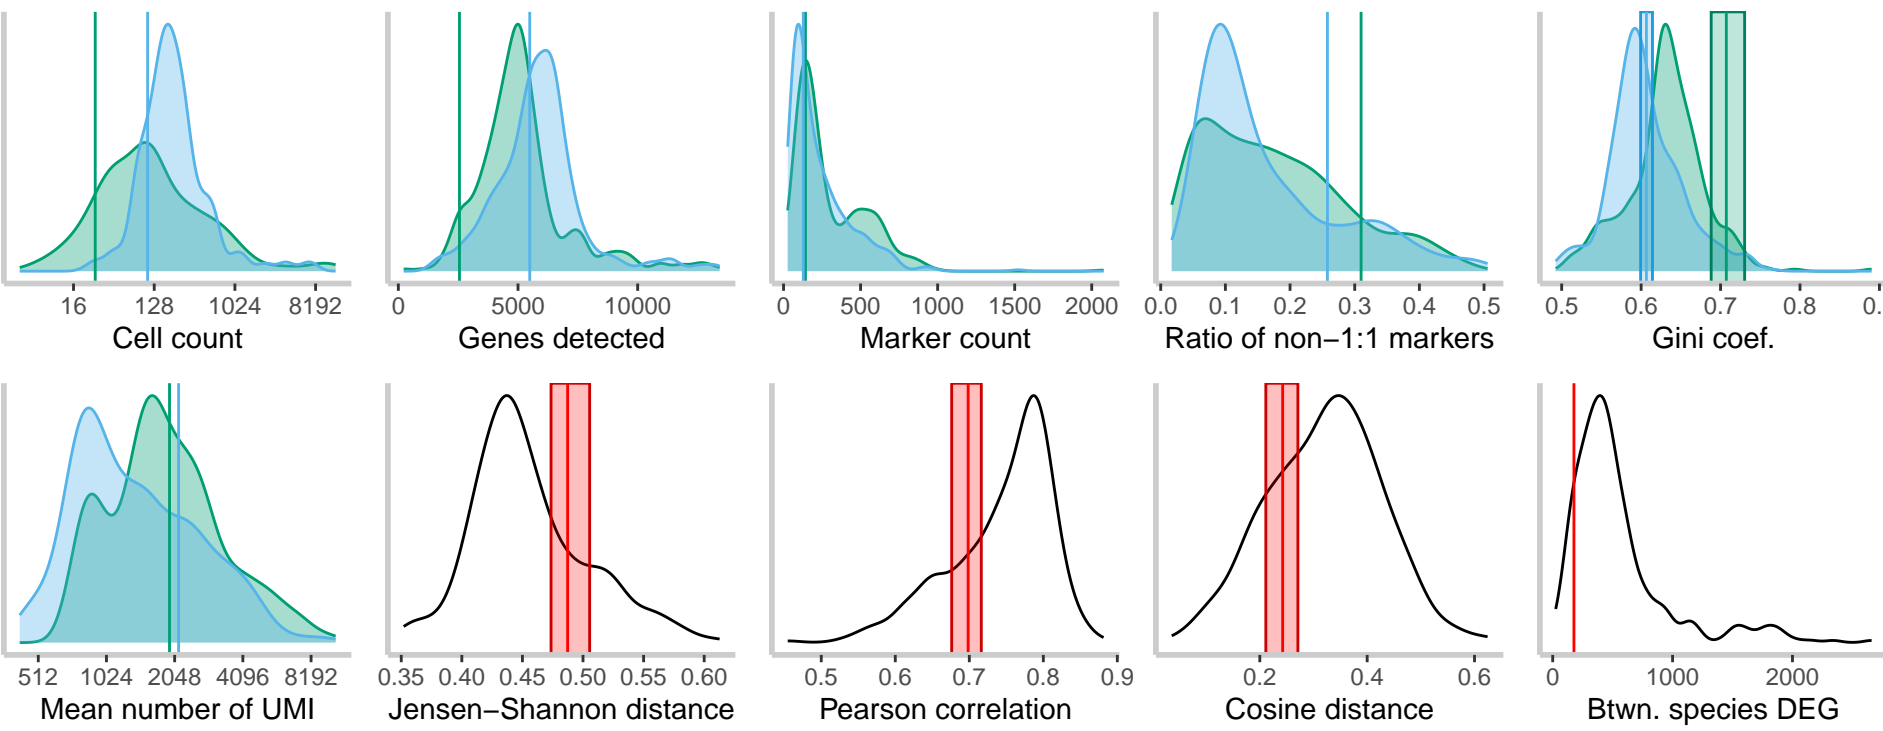 16 128 1024 8192
Cell count
0 5000 10000
Genes detected
0 500 1000 1500 2000
Marker count
0.0 0.1 0.2 0.3 0.4 0.5
Ratio of non−1:1 markers
0.5 0.6 0.7 0.8 0.
Gini coef.
512 1024 2048 4096 8192
Mean number of UMI
0.35 0.40 0.45 0.50 0.55 0.60
Jensen−Shannon distance
0.5 0.6 0.7 0.8 0.9
Pearson correlation
0.2 0.4 0.6
Cosine distance
0 1000 2000
Btwn. species DEG